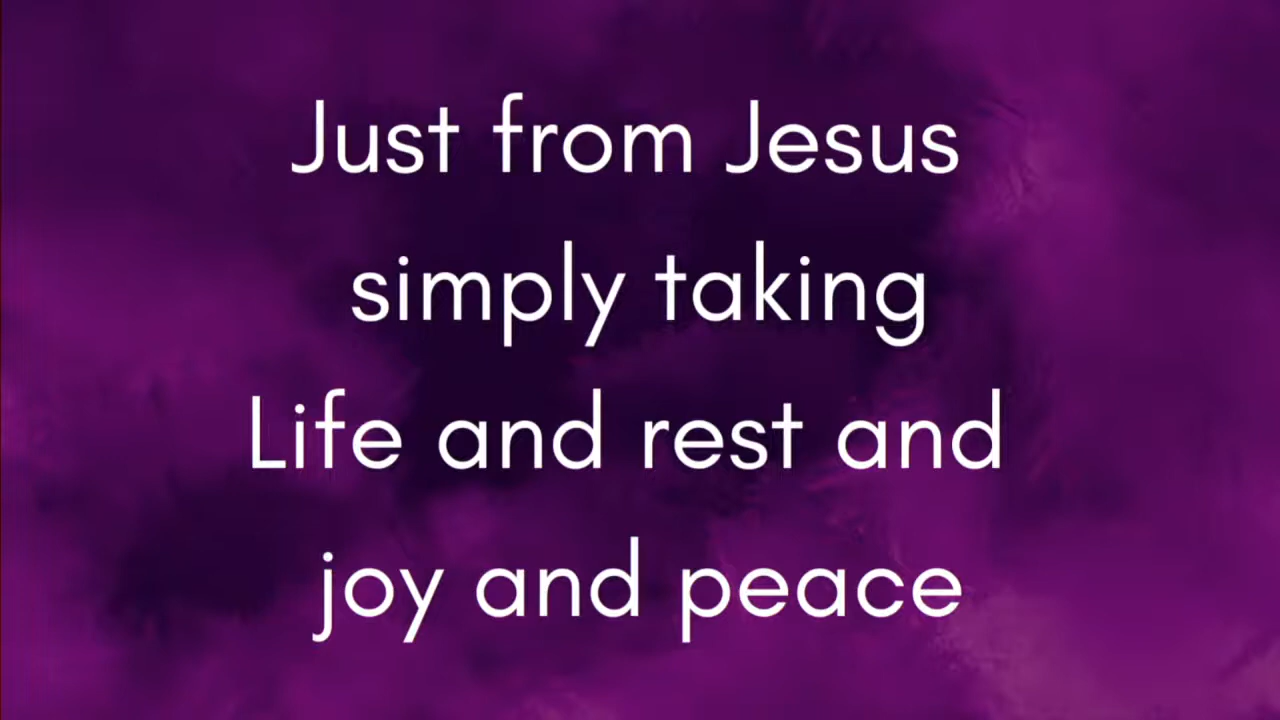 Just from Jesus
simply taking
Life and rest and
joy and peace